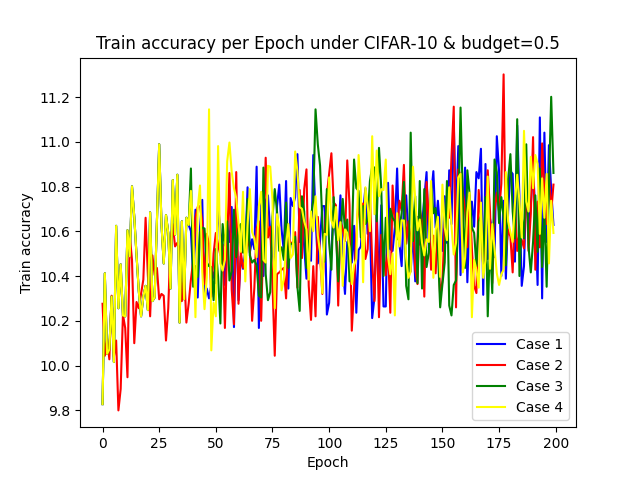 Train accuracy per Epoch under CIFAR-10 & budget=0.5
Train accuracy
11.2
11.0
10.8
10.6
10.4
10.2
10.0
9.8
0 25 50 75 100 125 150 175 200
Epoch
Case 1
Case 2
Case 3
Case 4